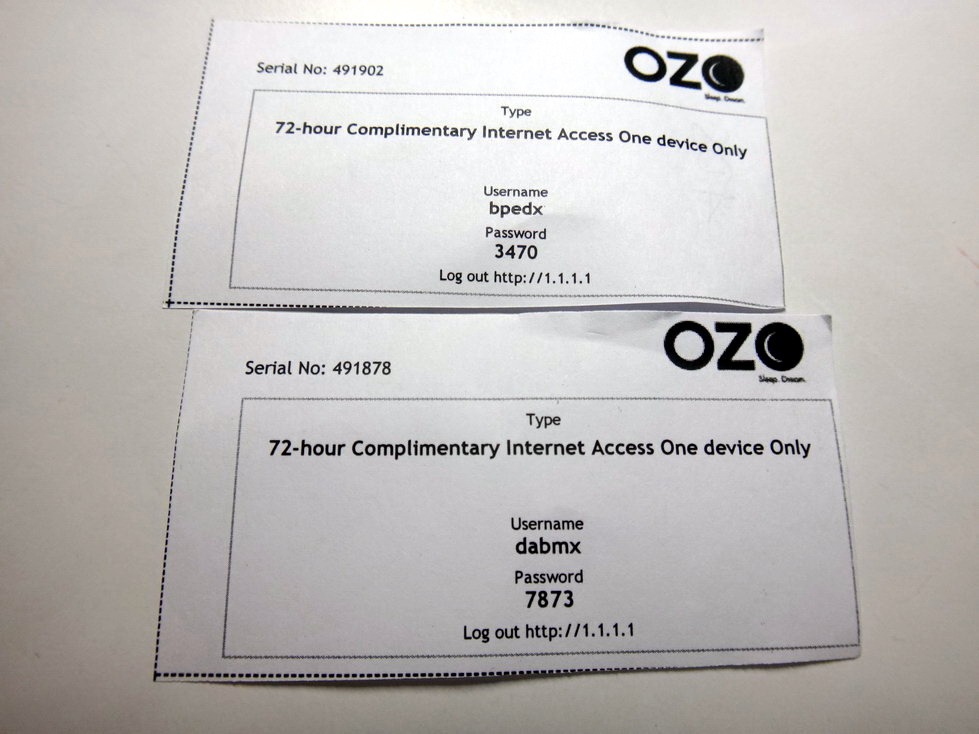 OZO
Sleep. Dream.
Serial No: 491902
Type
72-hour Complimentary Internet Access One device Only
Username
bpedx
Password
3470
Log out http://1.1.1.1
OZO
Sleep. Dream.
Serial No: 491878
Type
72-hour Complimentary Internet Access One device Only
Username
dabmx
Password
7873
Log out http://1.1.1.1